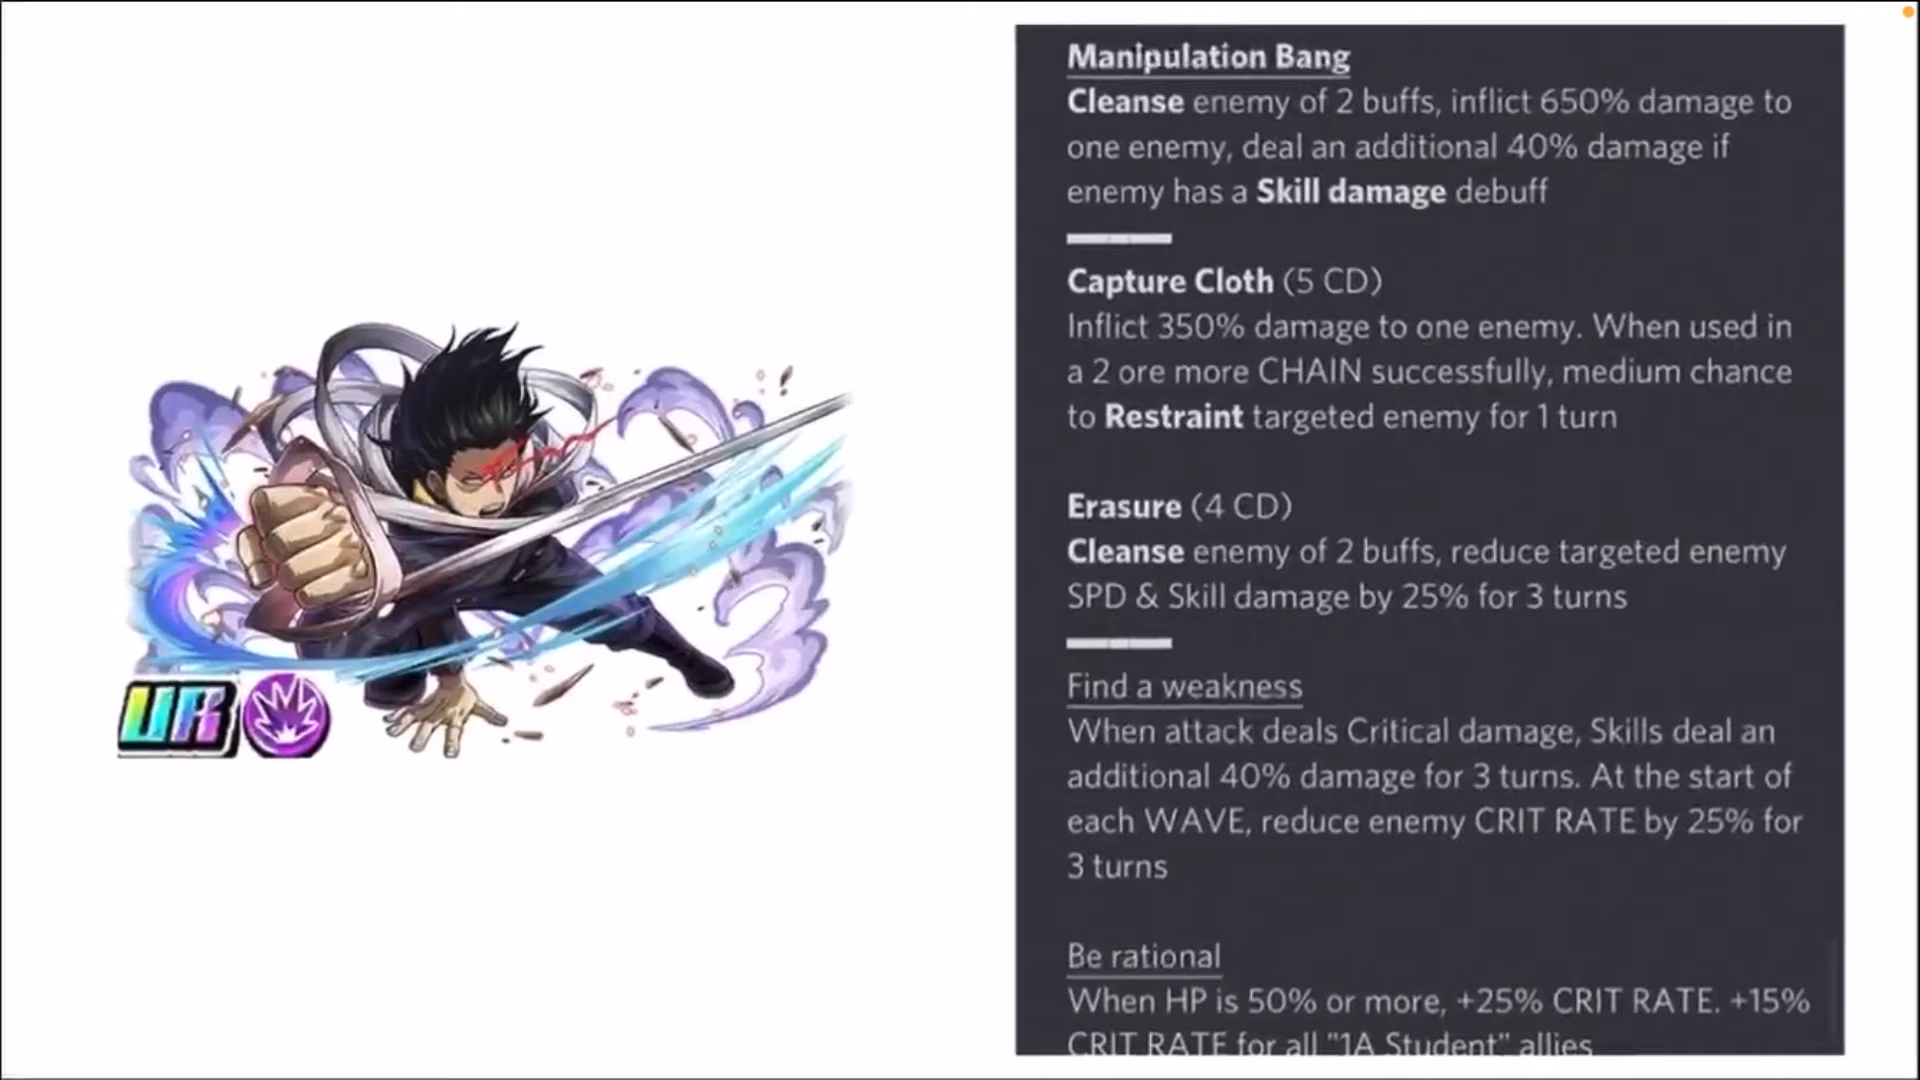 Manipulation Bang
Cleanse enemy of 2 buffs, inflict 650% damage to
one enemy, deal an additional 40% damage if
enemy has a Skill damage debuff
Capture Cloth (5 CD)
Inflict 350% damage to one enemy. When used in
a 2 ore more CHAIN successfully, medium chance
to Restraint targeted enemy for 1 turn
Erasure (4 CD)
Cleanse enemy of 2 buffs, reduce targeted enemy
SPD & Skill damage by 25% for 3 turns
Find a weakness
When attack deals Critical damage, Skills deal an
additional 40% damage for 3 turns. At the start of
each WAVE, reduce enemy CRIT RATE by 25% for
3 turns
Be rational
When HP is 50% or more, +25% CRIT RATE. +15%
CRIT RATE for all "1A Student" allies
UR